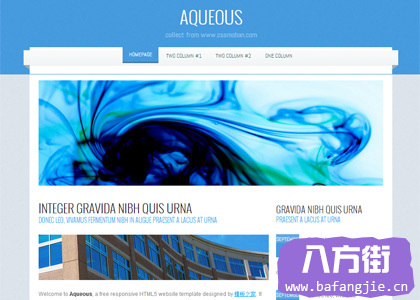 AQUEOUS
collect from www.cssmoban.com
HOMEPAGE TWO COLUMN #1 TWO COLUMN #2 ONE COLUMN
INTEGER GRAVIDA NIBH QUIS URNA
DONEC LEO, VIVAMUS FERMENTUM NIBH IN AUGUE PRAESENT A LACUS AT URNA
GRAVIDA NIBH QUIS URNA
PRAESENT A LACUS AT URNA
SEPTEM
八方街
www.bafangjie.cn
Welcome to Aqueous, a free responsive HTML5 website template designed by 模板之家. It